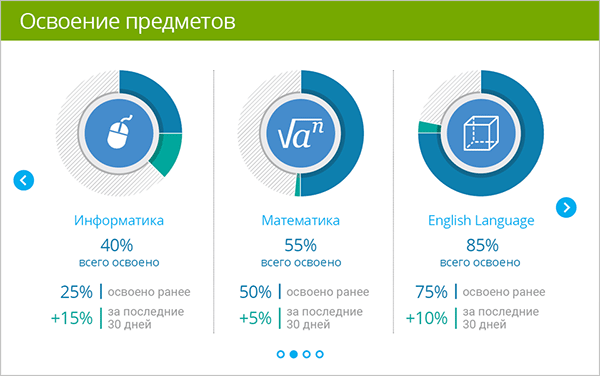 Освоение предметов
√aⁿ
Информатика
40%
всего освоено
25% освоено ранее
+15% за последние
30 дней
Математика
55%
всего освоено
50% освоено ранее
+5% за последние
30 дней
English Language
85%
всего освоено
75% освоено ранее
+10% за последние
30 дней